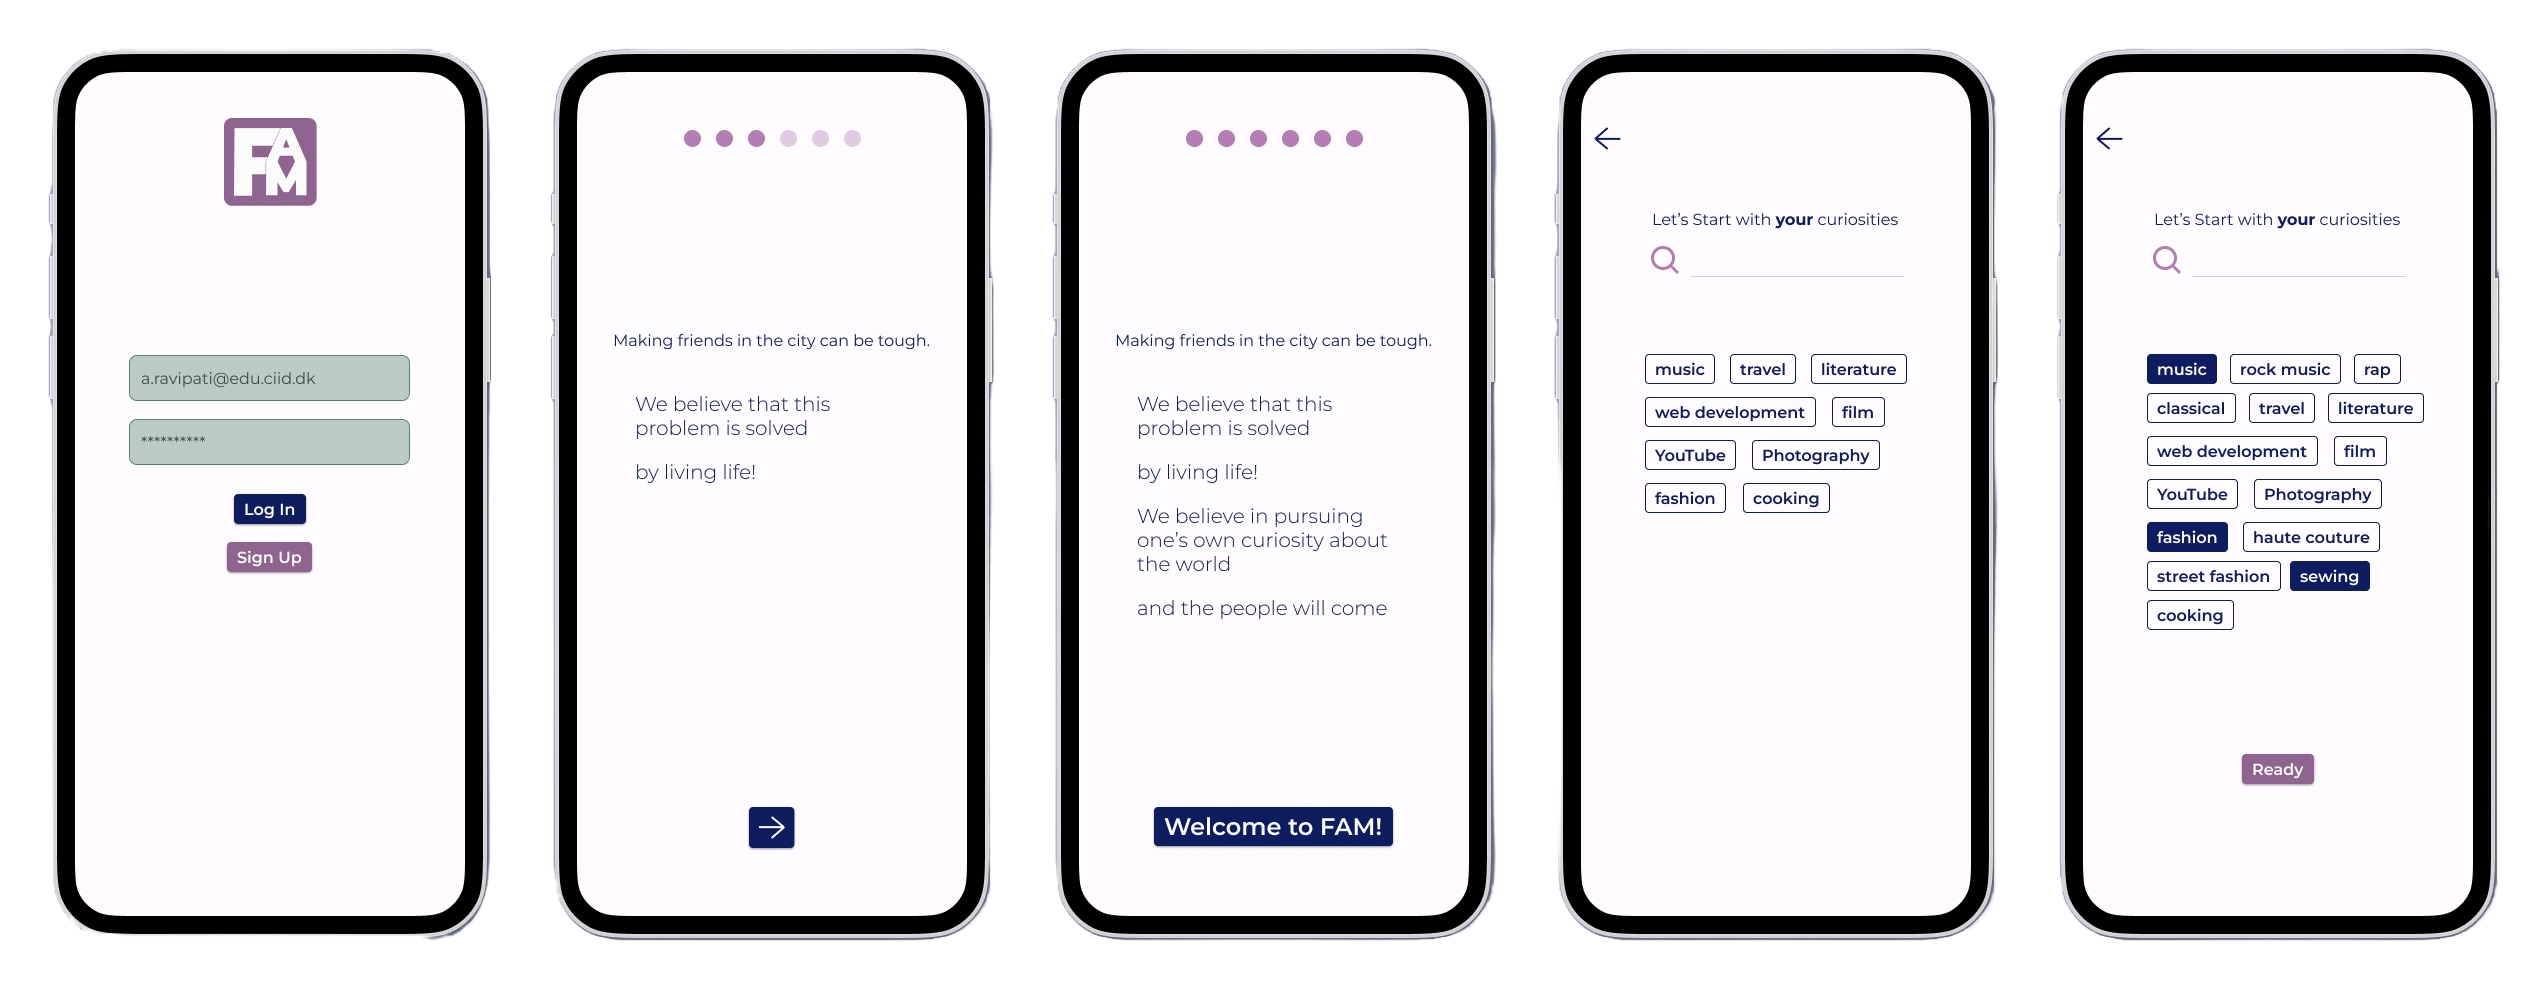 FAM
a.ravipati@edu.ciid.dk
**********
Log In
Sign Up
Making friends in the city can be tough.
We believe that this
problem is solved
by living life!
Making friends in the city can be tough.
We believe that this
problem is solved
by living life!
We believe in pursuing
one's own curiosity about
the world
and the people will come
Welcome to FAM!
Let's Start with your curiosities
music travel literature
web development film
YouTube Photography
fashion cooking
Let's Start with your curiosities
music rock music rap
classical travel literature
web development film
YouTube Photography
fashion haute couture
street fashion sewing
cooking
Ready